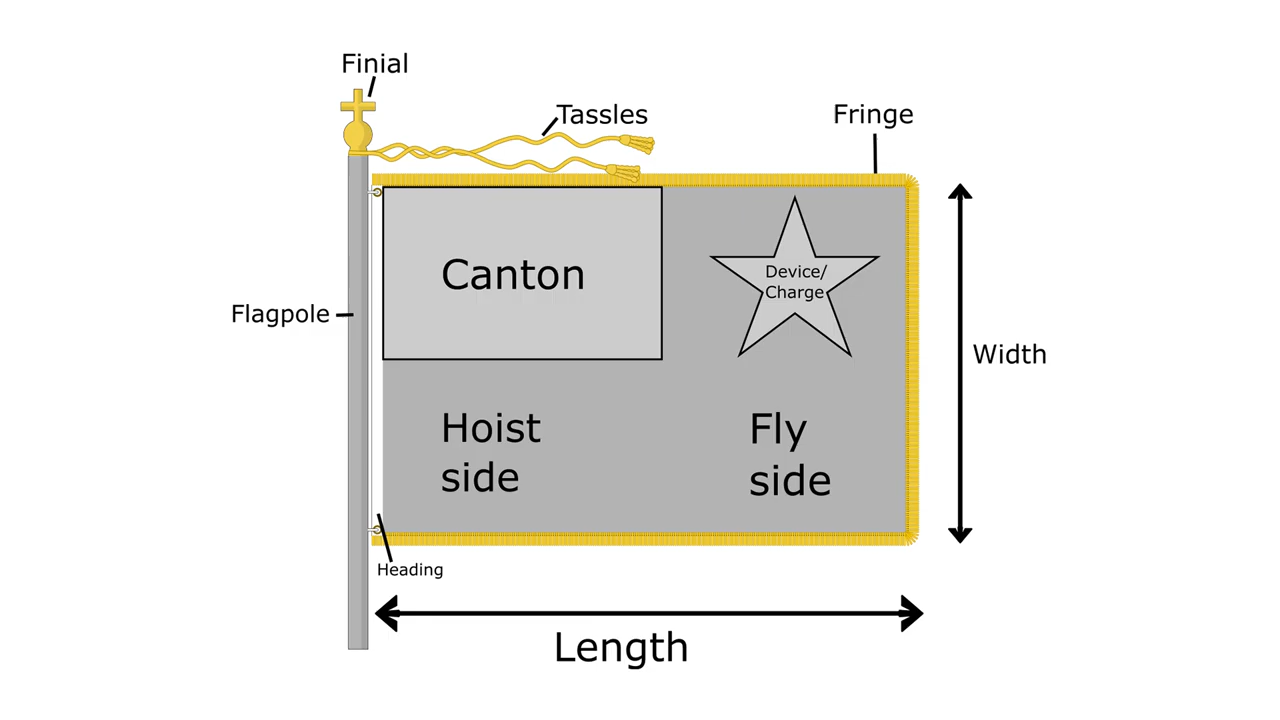 Finial
Tassles
Fringe
Canton
Device/
Charge
Flagpole
Width
Hoist
side
Fly
side
Heading
Length